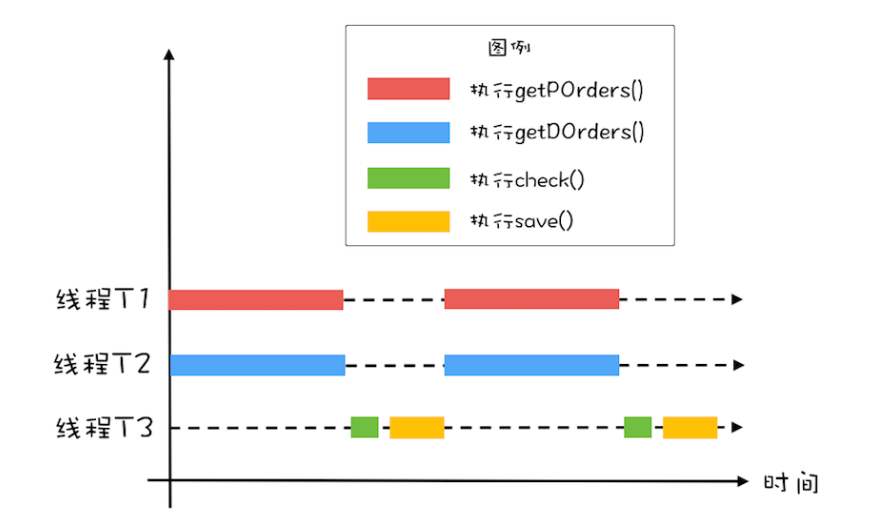 图例
执行getPOrders()
执行getDOrders()
执行check()
执行save()
线程T1
线程T2
线程T3
时间